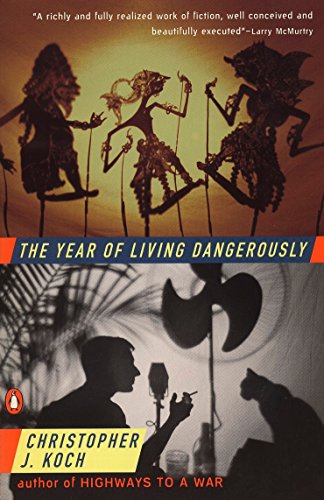 "A richly and fully realized work of fiction, well conceived and
beautifully executed"–Larry McMurtry
THE YEAR OF LIVING DANGEROUSLY
CHRISTOPHER
J. KOCH
author of HIGHWAYS TO A WAR